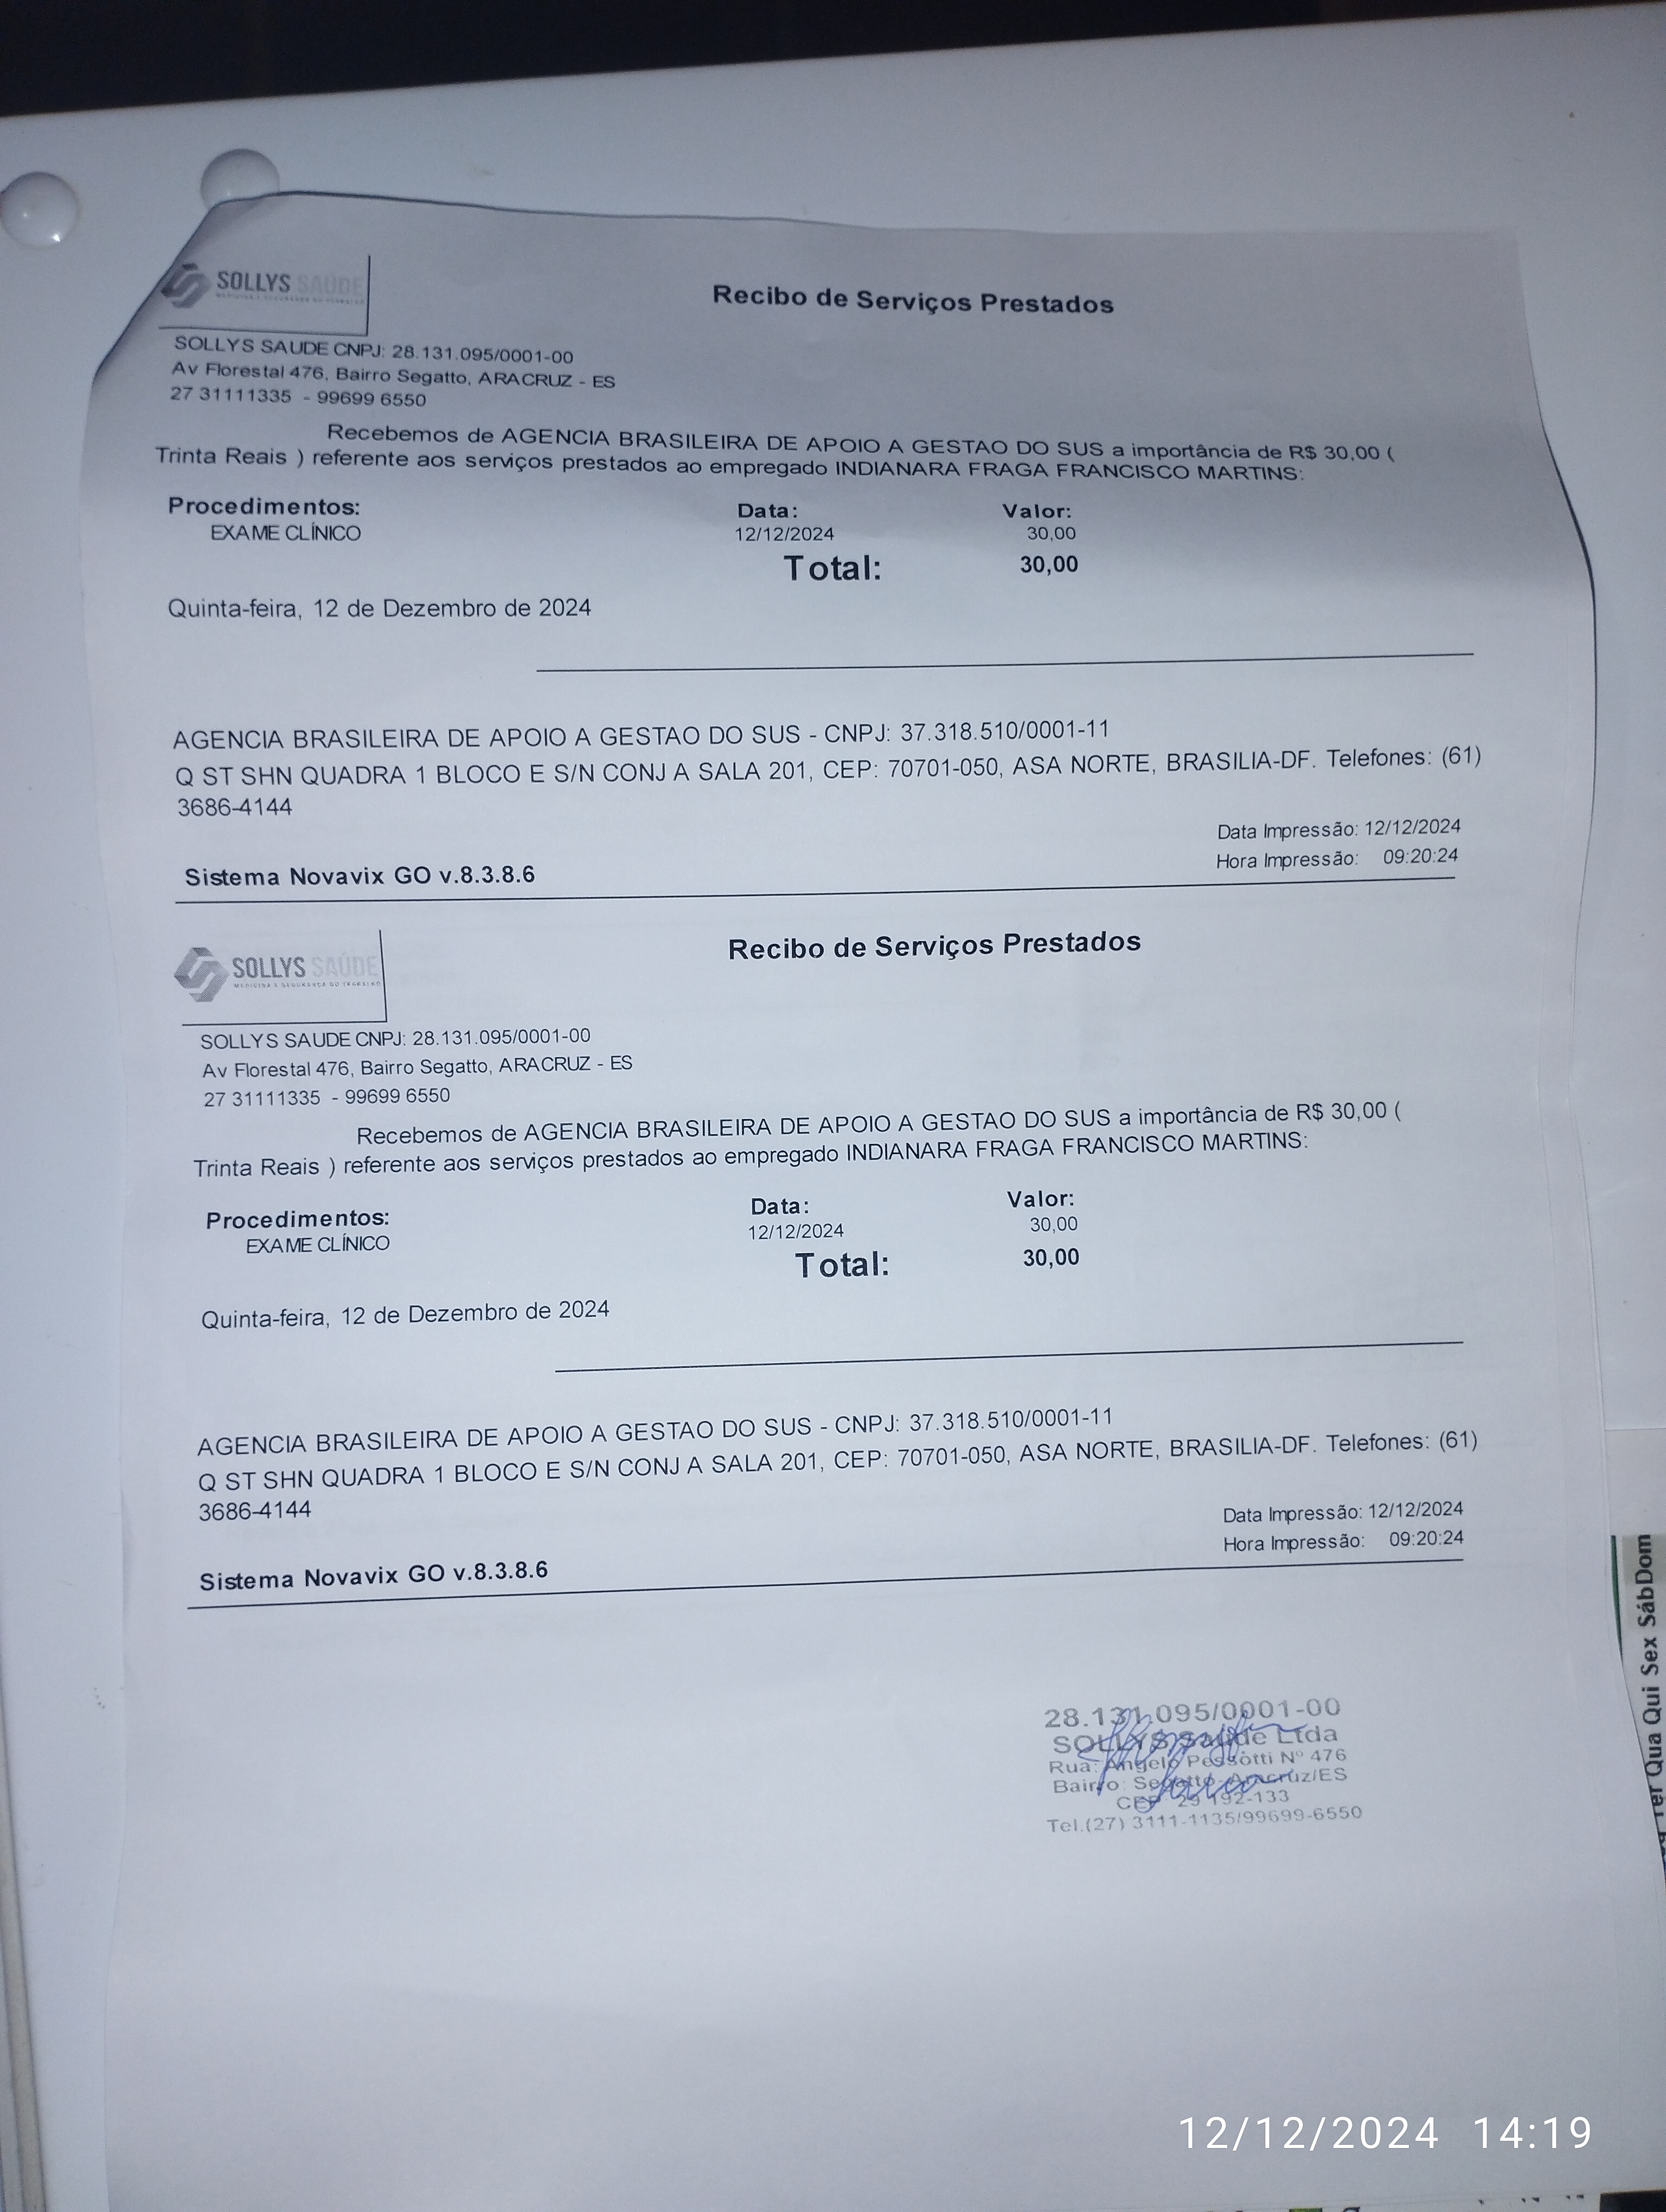 SOLLYS SAÚDE
Recibo de Serviços Prestados
SOLLYS SAUDE CNPJ: 28.131.095/0001-00
Av Florestal 476, Bairro Segatto, ARACRUZ - ES
27 31111335 - 99699 6550
Recebemos de AGENCIA BRASILEIRA DE APOIO A GESTAO DO SUS a importância de R$ 30,00 (
Trinta Reais ) referente aos serviços prestados ao empregado INDIANARA FRAGA FRANCISCO MARTINS:
Procedimentos: Data: Valor:
EXAME CLÍNICO 12/12/2024 30,00
Total: 30,00
Quinta-feira, 12 de Dezembro de 2024
AGENCIA BRASILEIRA DE APOIO A GESTAO DO SUS - CNPJ: 37.318.510/0001-11
Q ST SHN QUADRA 1 BLOCO E S/N CONJ A SALA 201, CEP: 70701-050, ASA NORTE, BRASILIA-DF. Telefones: (61)
3686-4144
Data Impressão: 12/12/2024
Hora Impressão: 09:20:24
Sistema Novavix GO v.8.3.8.6
SOLLYS SAÚDE
MEDICINA E SEGURANÇA DO TRABALHO
Recibo de Serviços Prestados
SOLLYS SAUDE CNPJ: 28.131.095/0001-00
Av Florestal 476, Bairro Segatto, ARACRUZ - ES
27 31111335 - 99699 6550
Recebemos de AGENCIA BRASILEIRA DE APOIO A GESTAO DO SUS a importância de R$ 30,00 (
Trinta Reais ) referente aos serviços prestados ao empregado INDIANARA FRAGA FRANCISCO MARTINS:
Procedimentos: Data: Valor:
EXAME CLÍNICO 12/12/2024 30,00
Total: 30,00
Quinta-feira, 12 de Dezembro de 2024
AGENCIA BRASILEIRA DE APOIO A GESTAO DO SUS - CNPJ: 37.318.510/0001-11
Q ST SHN QUADRA 1 BLOCO E S/N CONJ A SALA 201, CEP: 70701-050, ASA NORTE, BRASILIA-DF. Telefones: (61)
3686-4144
Data Impressão: 12/12/2024
Hora Impressão: 09:20:24
Sistema Novavix GO v.8.3.8.6
28.131.095/0001-00
SOLLYS Saúde Ltda
Rua: Angelo Pessotti Nº 476
Bairro: Segatto-Aracruz/ES
CEP 29 192-133
Tel.(27) 3111-1135/99699-6550
Ter Qua Qui Sex Sáb Dom
12/12/2024 14:19